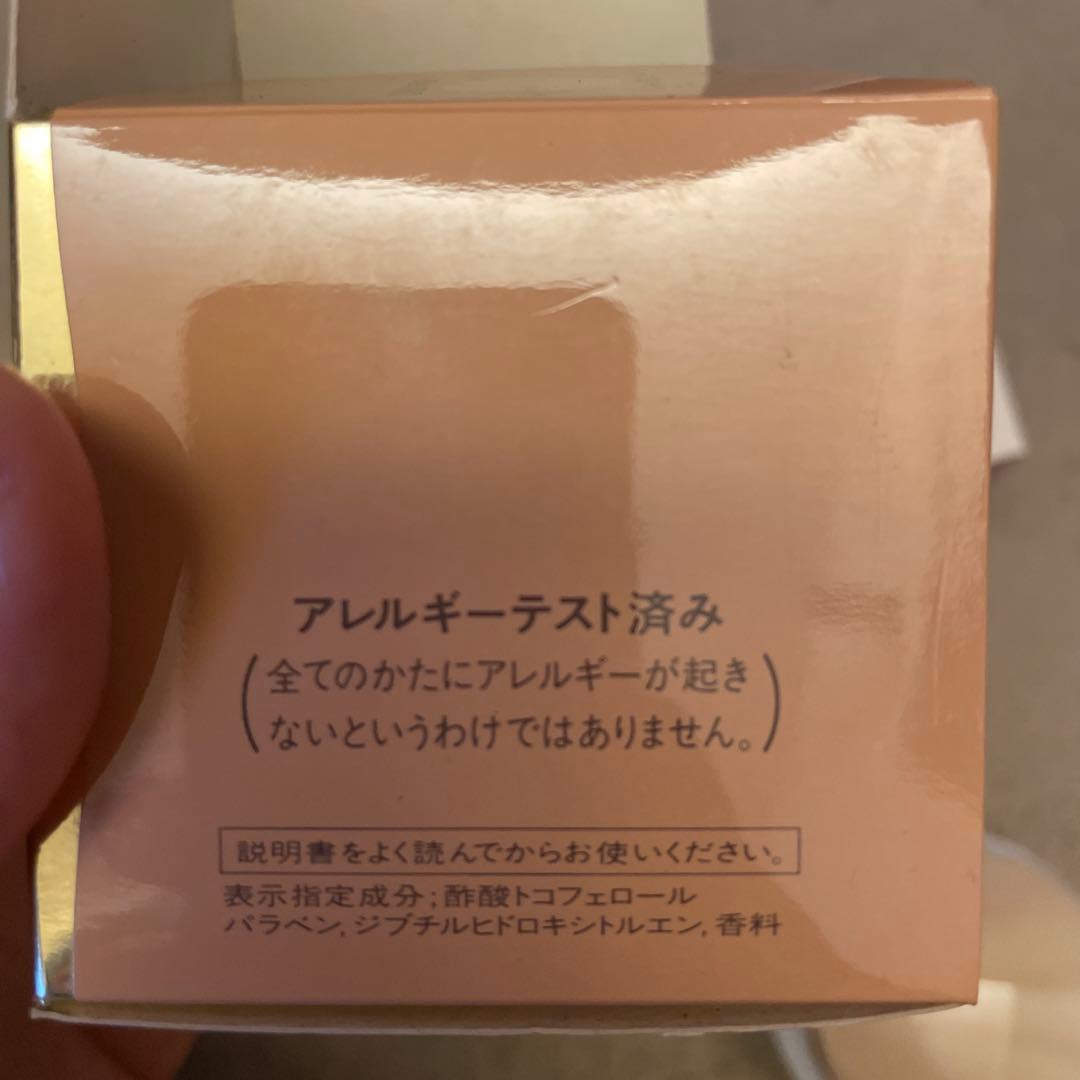 アレルギーテスト済み
(全てのかたにアレルギーが起き
ないというわけではありません。)
説明書をよく読んでからお使いください。
表示指定成分;酢酸トコフェロール
パラベン,ジブチルヒドロキシトルエン,香料